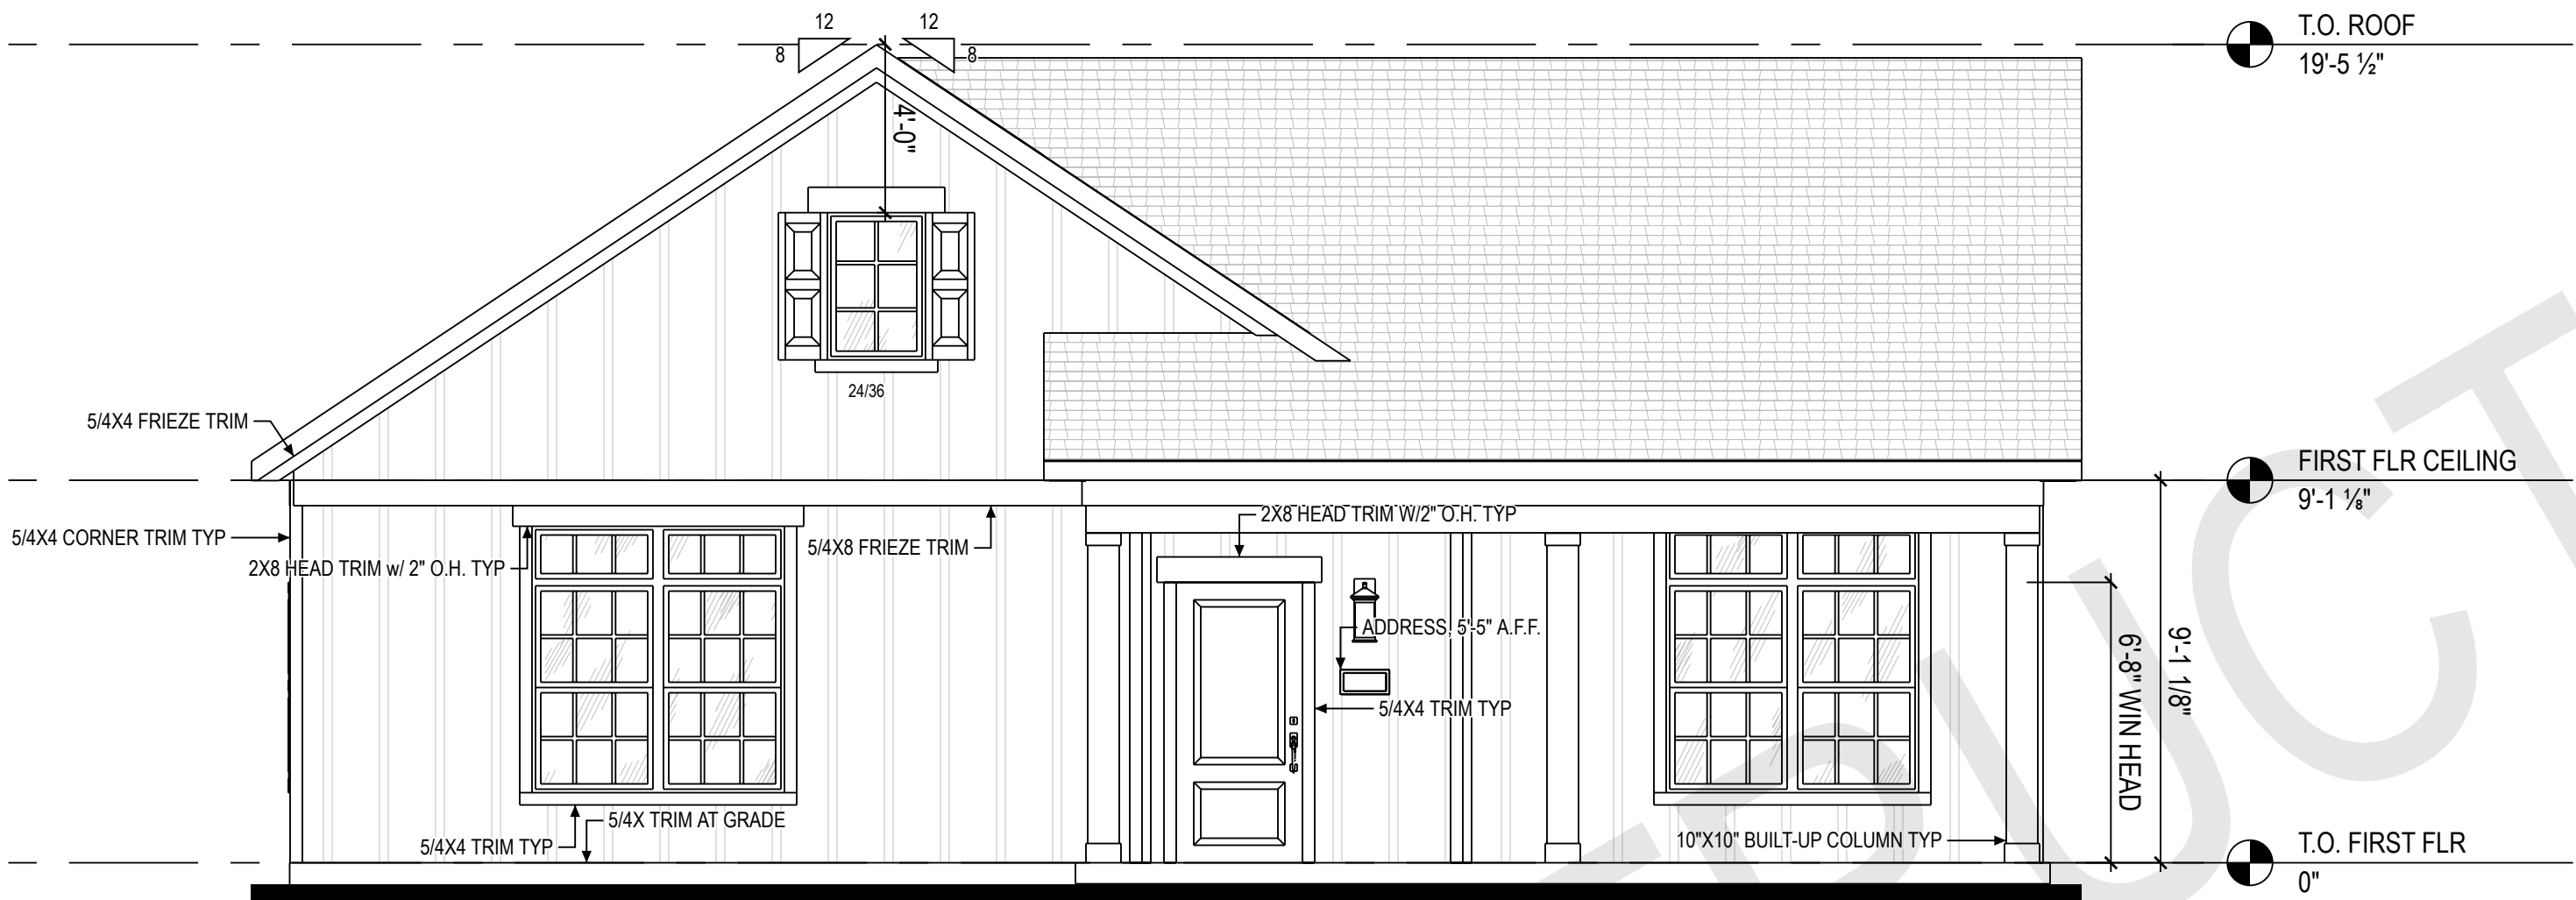 12
12
8
8
T.O. ROOF
19'-5 ½"
4'-0"
24/36
5/4X4 FRIEZE TRIM
FIRST FLR CEILING
9'-1 ⅛"
5/4X4 CORNER TRIM TYP
2X8 HEAD TRIM w/ 2" O.H. TYP
5/4X8 FRIEZE TRIM
2X8 HEAD TRIM W/2" O.H. TYP
ADDRESS, 5'-5" A.F.F.
5/4X4 TRIM TYP
6'-8" WIN HEAD
9'-1 1/8"
5/4X TRIM AT GRADE
5/4X4 TRIM TYP
10"X10" BUILT-UP COLUMN TYP
T.O. FIRST FLR
0"